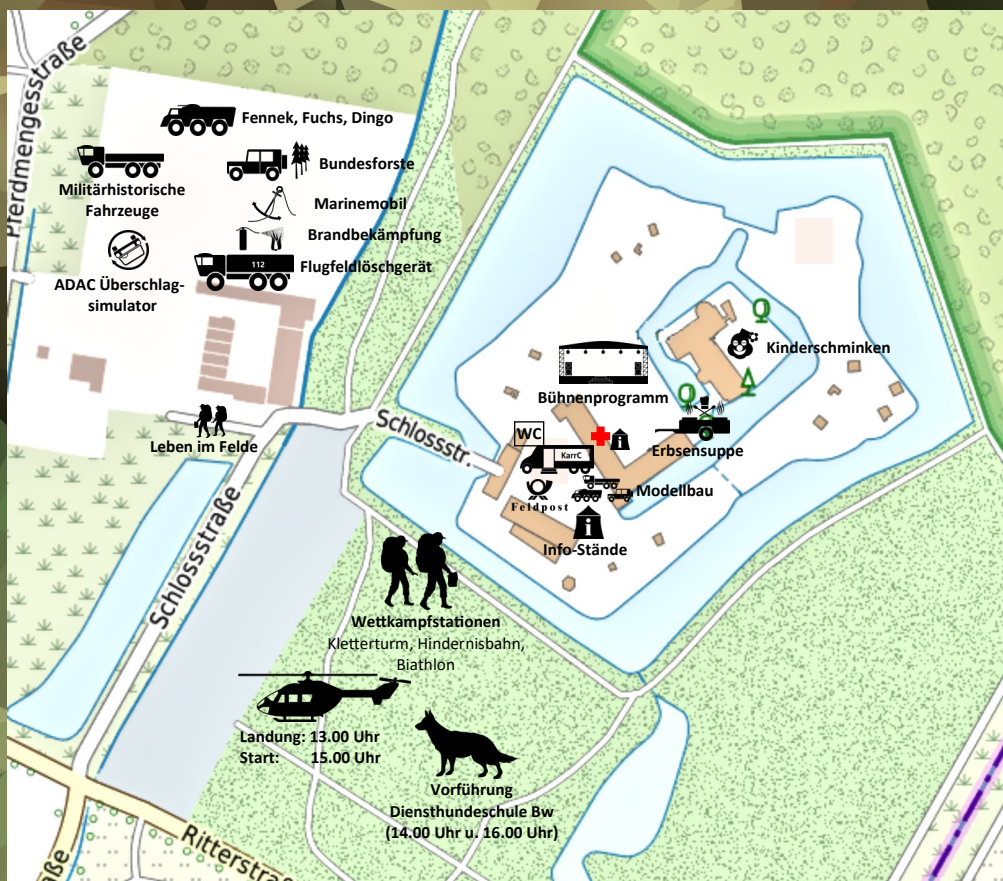 Pferdmengesstraße
Fennek, Fuchs, Dingo
Militärhistorische
Fahrzeuge
Bundesforste
Marinemobil
Brandbekämpfung
112
Flugfeldlöschgerät
ADAC Überschlag-
simulator
Leben im Felde
Schlossstraße
Schlossstr.
Kinderschminken
Bühnenprogramm
WC
i
Erbsensuppe
KarrC
Feldpost
Modellbau
i
Info-Stände
Wettkampfstationen
Kletterturm, Hindernisbahn,
Biathlon
Landung: 13.00 Uhr
Start: 15.00 Uhr
Vorführung
Diensthundeschule Bw
(14.00 Uhr u. 16.00 Uhr)